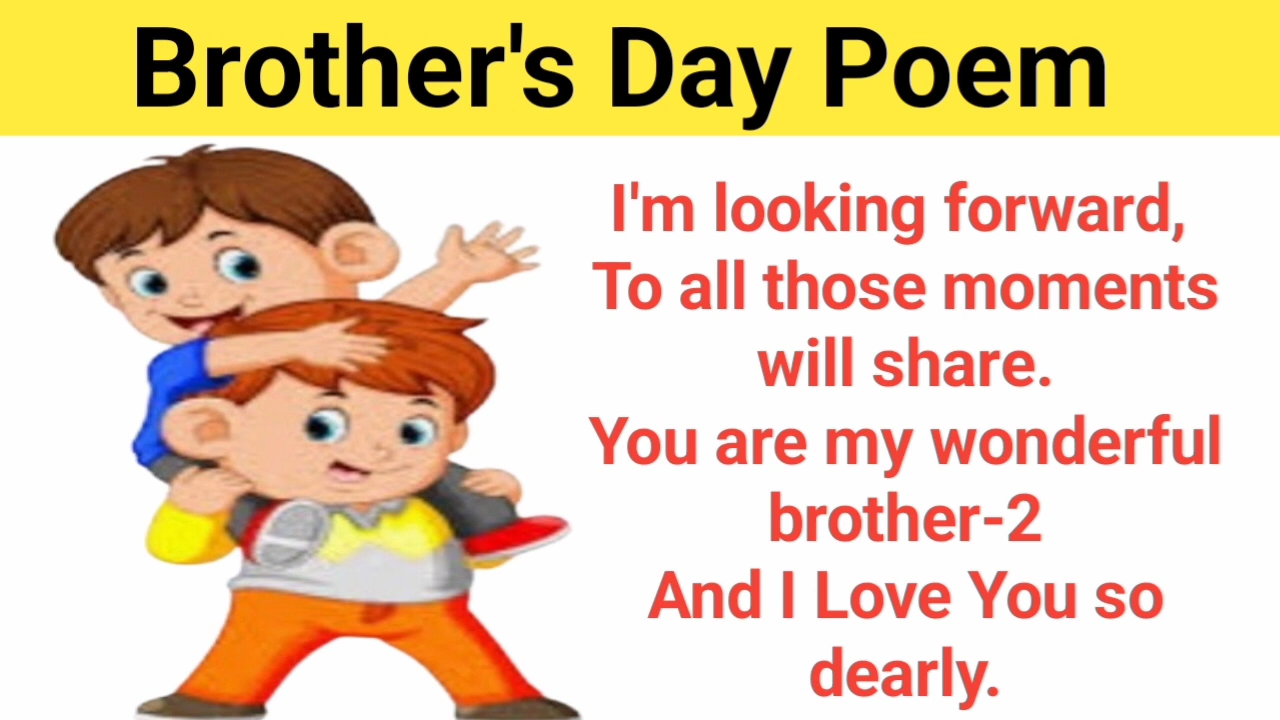 Brother's Day Poem
I'm looking forward,
To all those moments
will share.
You are my wonderful
brother-2
And I Love You so
dearly.